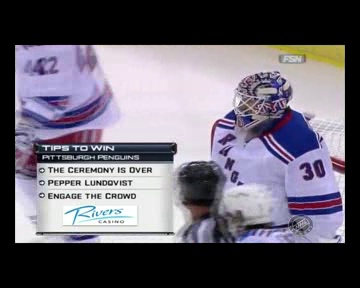 FSN
42
TIPS TO WIN
PITTSBURGH PENGUINS
THE CEREMONY IS OVER
PEPPER LUNDQVIST
ENGAGE THE CROWD
Rivers
CASINO
RANGERS
30